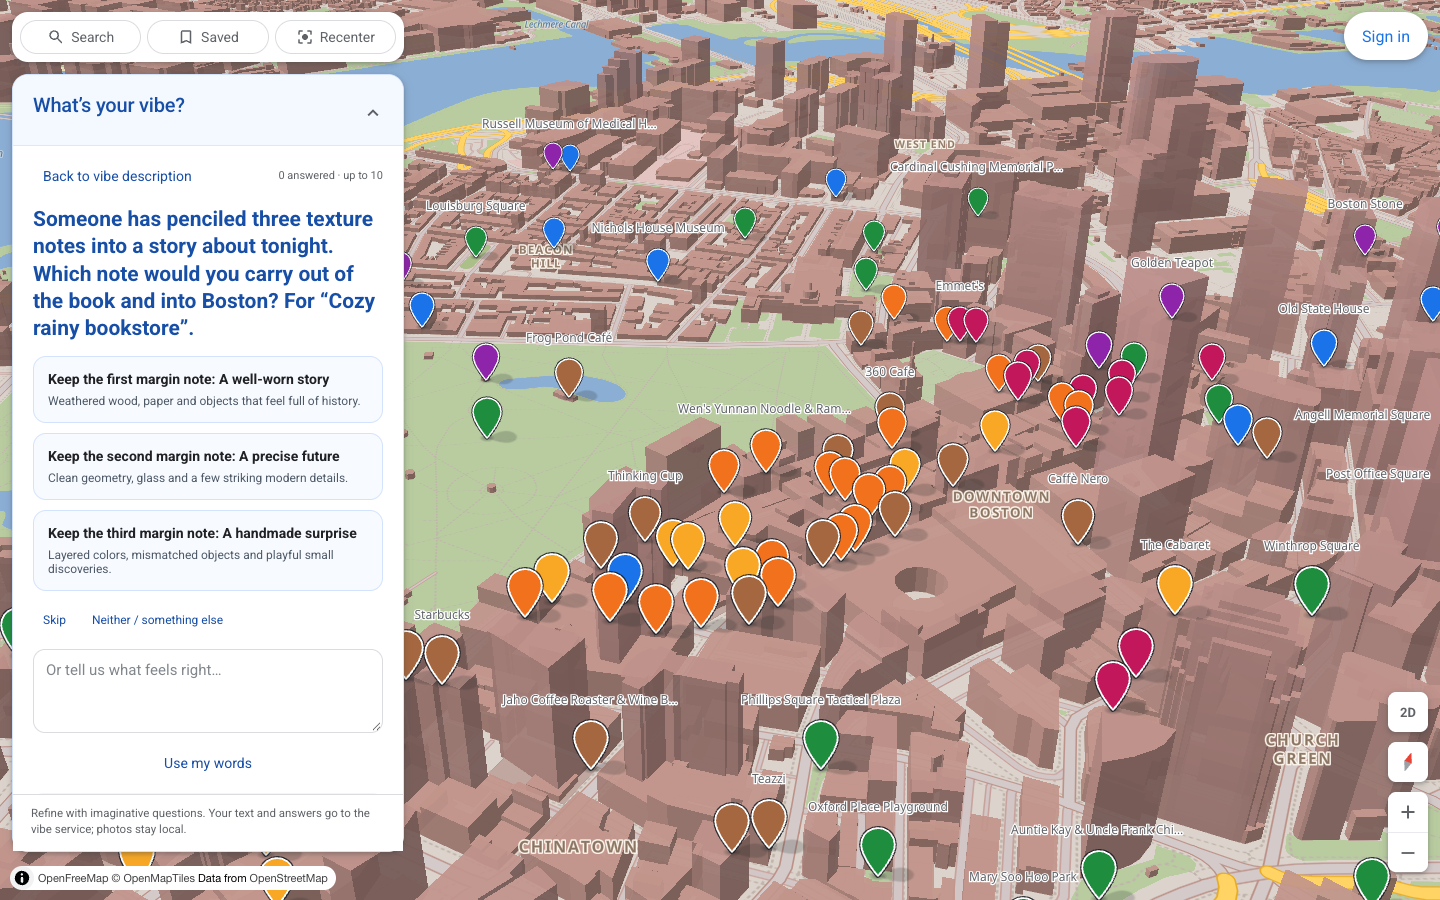 Search
Saved
Recenter
Sign in
What's your vibe?
Back to vibe description
0 answered · up to 10
Someone has penciled three texture
notes into a story about tonight.
Which note would you carry out of
the book and into Boston? For “Cozy
rainy bookstore”.
Keep the first margin note: A well-worn story
Weathered wood, paper and objects that feel full of history.
Keep the second margin note: A precise future
Clean geometry, glass and a few striking modern details.
Keep the third margin note: A handmade surprise
Layered colors, mismatched objects and playful small
discoveries.
Skip
Neither / something else
Or tell us what feels right...
Use my words
Refine with imaginative questions. Your text and answers go to the
vibe service; photos stay local.
OpenFreeMap © OpenMapTiles Data from OpenStreetMap
Lechmere Canal
Russell Museum of Medical H...
WEST END
Cardinal Cushing Memorial P...
Louisburg Square
Nichols House Museum
Boston Stone
BEACON
HILL
Golden Teapot
Emmet's
Old State House
Frog Pond Café
360 Cafe
Wen's Yunnan Noodle & Ram...
Angell Memorial Square
Thinking Cup
Caffè Nero
Post Office Square
DOWNTOWN
BOSTON
The Cabaret
Winthrop Square
Starbucks
Jaho Coffee Roaster & Wine B...
Phillips Square Tactical Plaza
2D
CHURCH
GREEN
Teazzi
Oxford Place Playground
Auntie Kay & Uncle Frank Chi...
CHINATOWN
Mary Soo Hoo Park